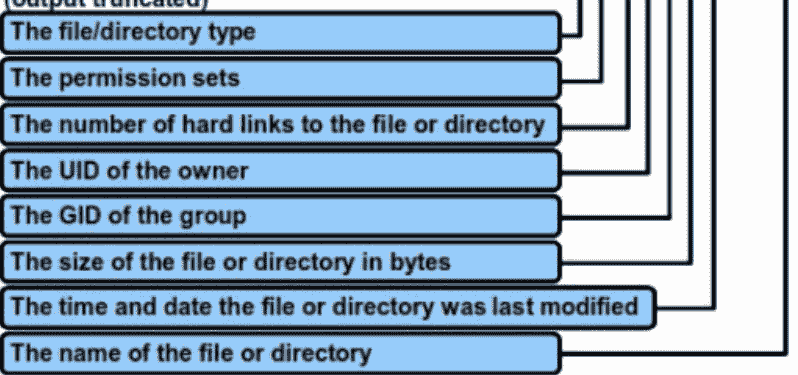 (output truncated)
The file/directory type
The permission sets
The number of hard links to the file or directory
The UID of the owner
The GID of the group
The size of the file or directory in bytes
The time and date the file or directory was last modified
The name of the file or directory